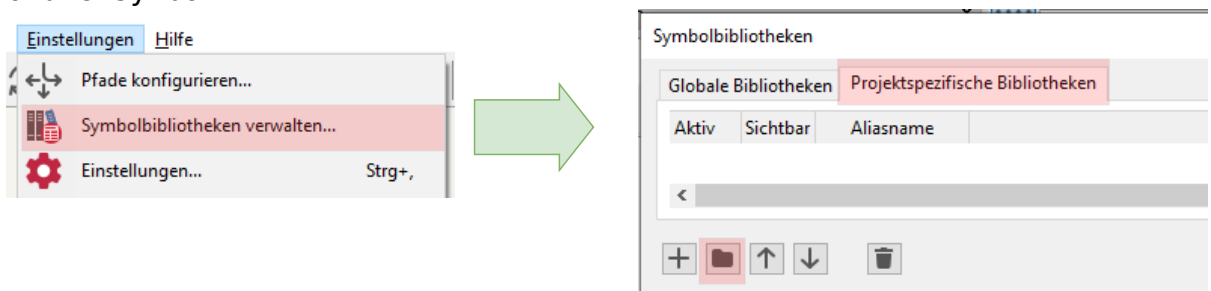 Einstellungen Hilfe
Pfade konfigurieren...
Symbolbibliotheken verwalten...
Einstellungen... Strg+,
Symbolbibliotheken
Globale Bibliotheken Projektspezifische Bibliotheken
Aktiv Sichtbar Aliasname